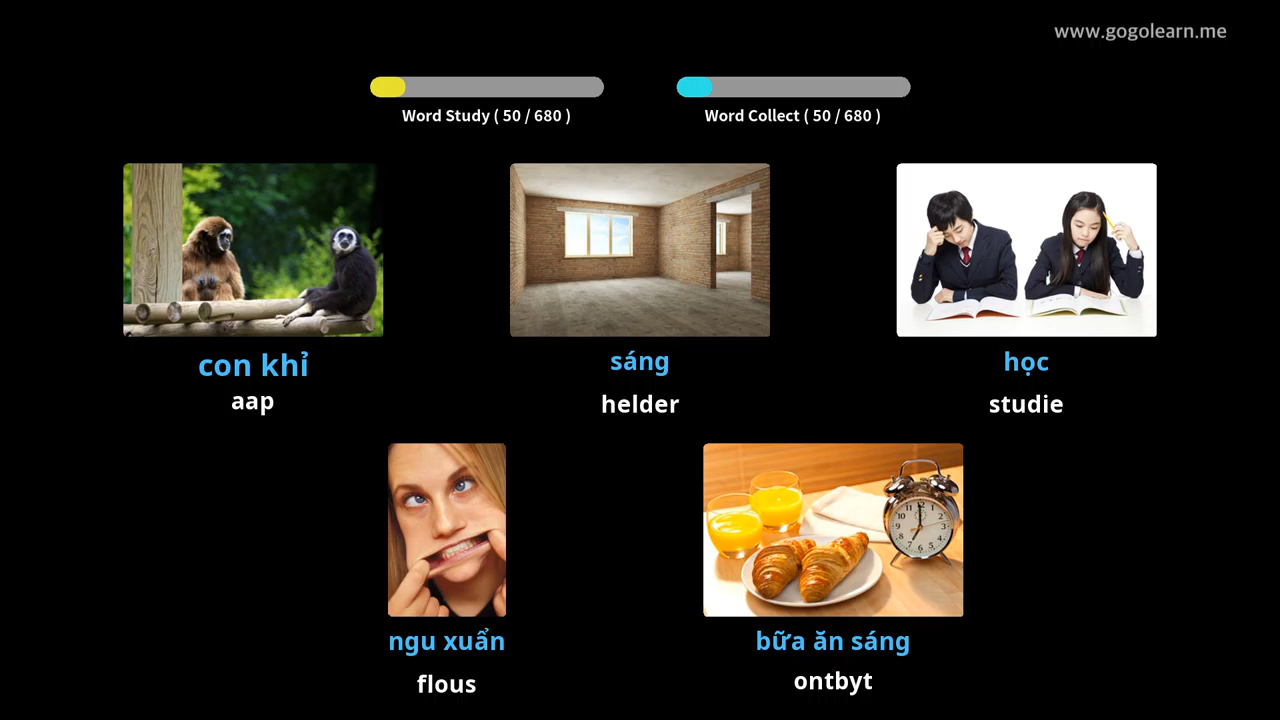 www.gogolearn.me
Word Study ( 50 / 680 )
Word Collect ( 50 / 680 )
con khỉ
aap
sáng
helder
học
studie
ngu xuẩn
flous
bữa ăn sáng
ontbyt